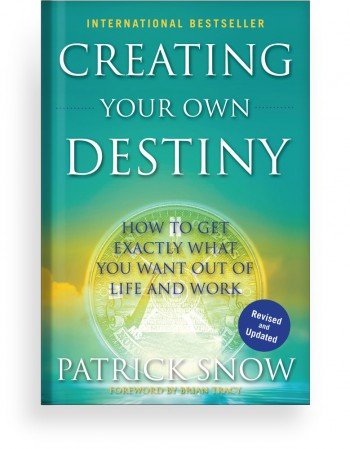 INTERNATIONAL BESTSELLER
CREATING
YOUR OWN
DESTINY
HOW TO GET
EXACTLY WHAT
YOU WANT OUT OF
LIFE AND WORK
Revised
and
Updated
PATRICK SNOW
FOREWORD BY BRIAN TRACY